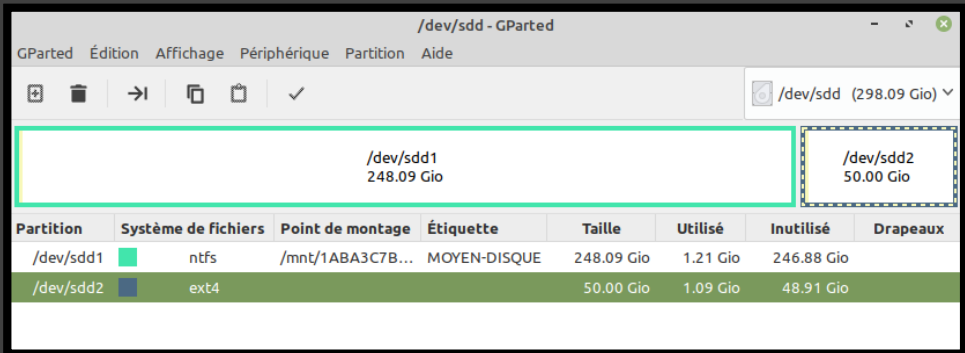 /dev/sdd - GParted
GParted Édition Affichage Périphérique Partition Aide
/dev/sdd (298.09 Gio)
/dev/sdd1
248.09 Gio
/dev/sdd2
50.00 Gio
Partition Système de fichiers Point de montage Étiquette Taille Utilisé Inutilisé Drapeaux
/dev/sdd1 ntfs /mnt/1ABA3C7B... MOYEN-DISQUE 248.09 Gio 1.21 Gio 246.88 Gio
/dev/sdd2 ext4 50.00 Gio 1.09 Gio 48.91 Gio